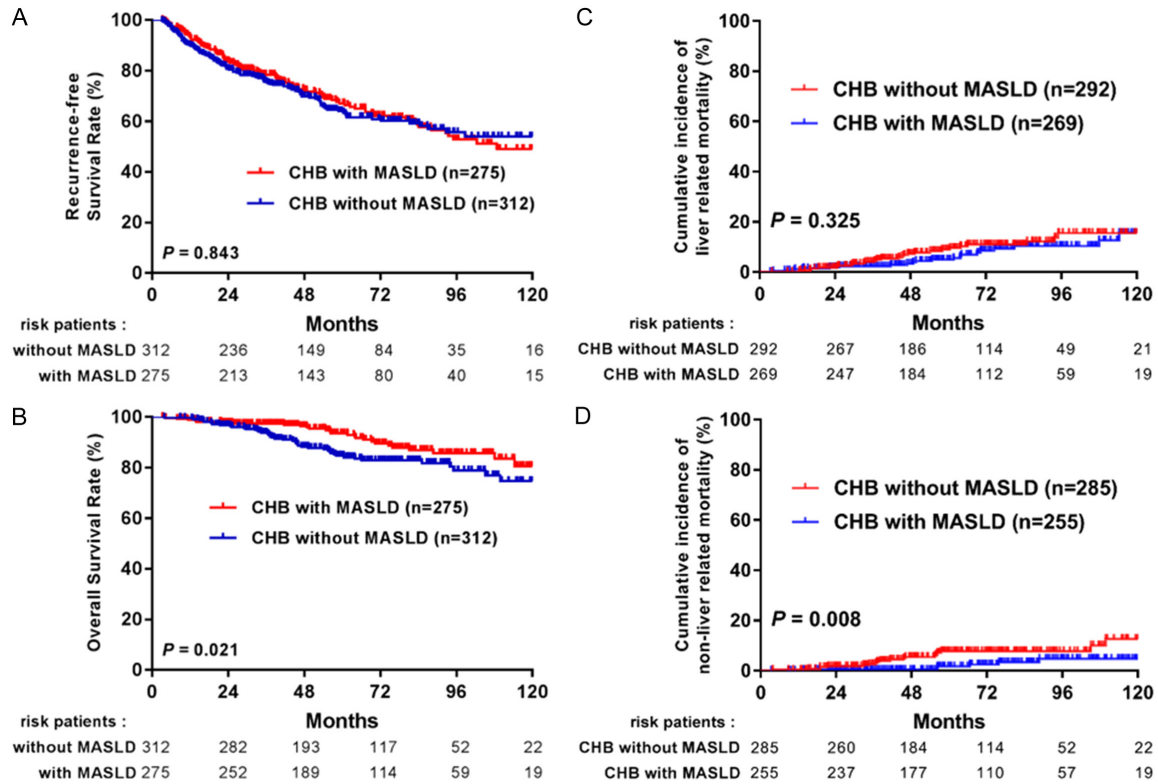 A
Recurrence-free
Survival Rate (%)
100
80
60
40
20
0
CHB with MASLD (n=275)
CHB without MASLD (n=312)
P = 0.843
0 24 48 72 96 120
Months
risk patients :
without MASLD 312 236 149 84 35 16
with MASLD 275 213 143 80 40 15
B
Overall Survival Rate (%)
100
80
60
40
20
0
CHB with MASLD (n=275)
CHB without MASLD (n=312)
P = 0.021
0 24 48 72 96 120
Months
risk patients :
without MASLD 312 282 193 117 52 22
with MASLD 275 252 189 114 59 19
C
Cumulative incidence of
liver related mortality (%)
100
80
60
40
20
0
CHB without MASLD (n=292)
CHB with MASLD (n=269)
P = 0.325
0 24 48 72 96 120
Months
risk patients :
CHB without MASLD 292 267 186 114 49 21
CHB with MASLD 269 247 184 112 59 19
D
Cumulative incidence of
non-liver related mortality (%)
100
80
60
40
20
0
CHB without MASLD (n=285)
CHB with MASLD (n=255)
P = 0.008
0 24 48 72 96 120
Months
risk patients :
CHB without MASLD 285 260 184 114 52 22
CHB with MASLD 255 237 177 110 57 19